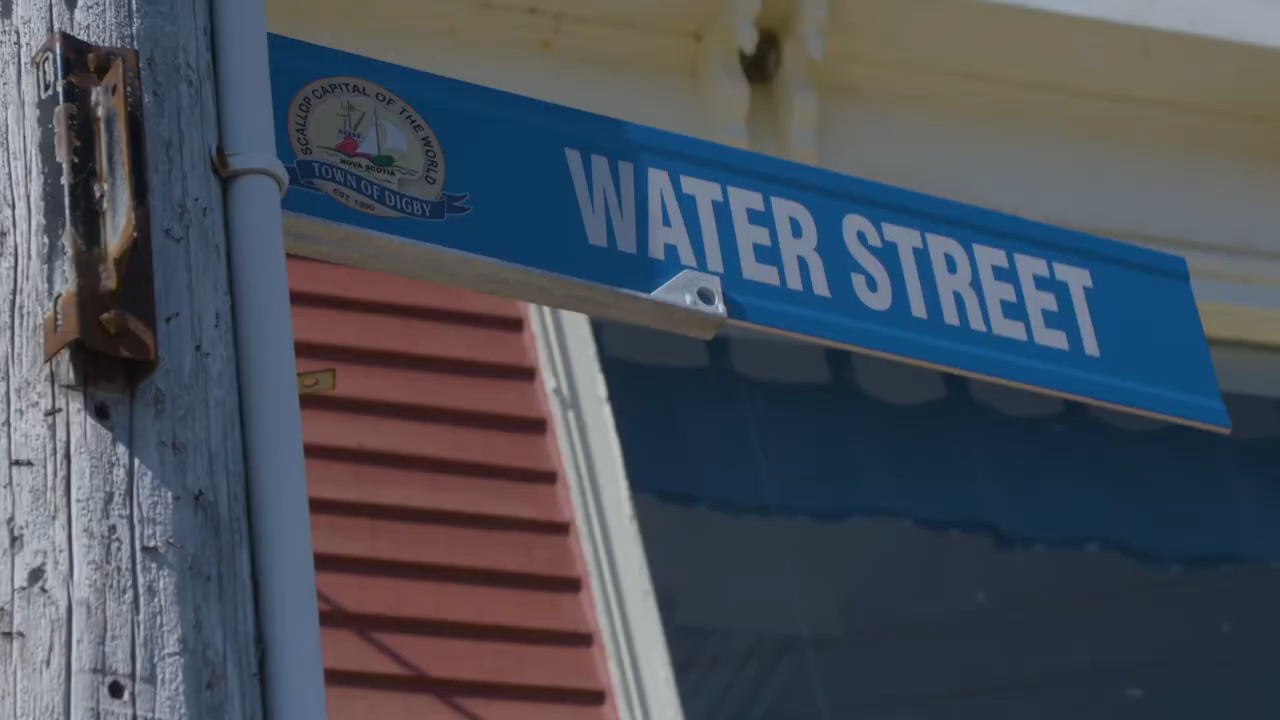 SCALLOP CAPITAL OF THE WORLD
NOVA SCOTIA
TOWN OF DIGBY
EST. 1890
WATER STREET